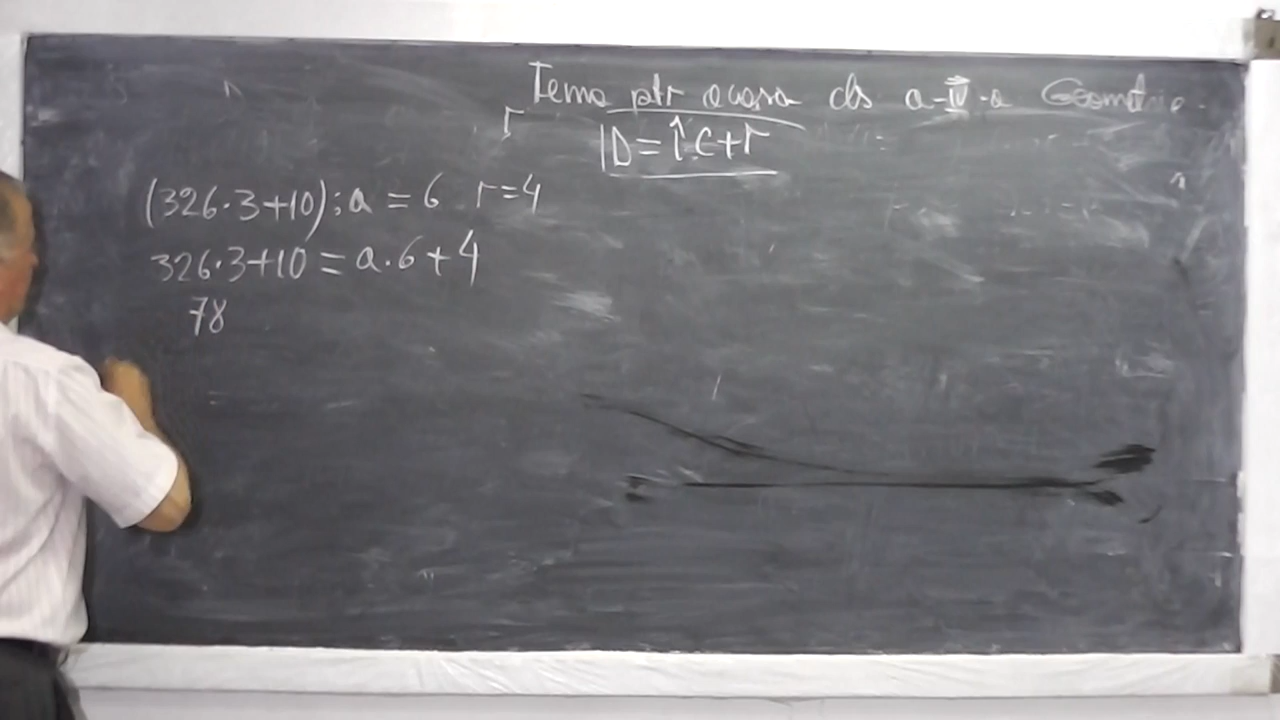 Tema ptr acasa cls a-IV-a Geometrie
D=Î·C+r
(326·3+10):a = 6 r=4
326·3+10 = a·6+4
78